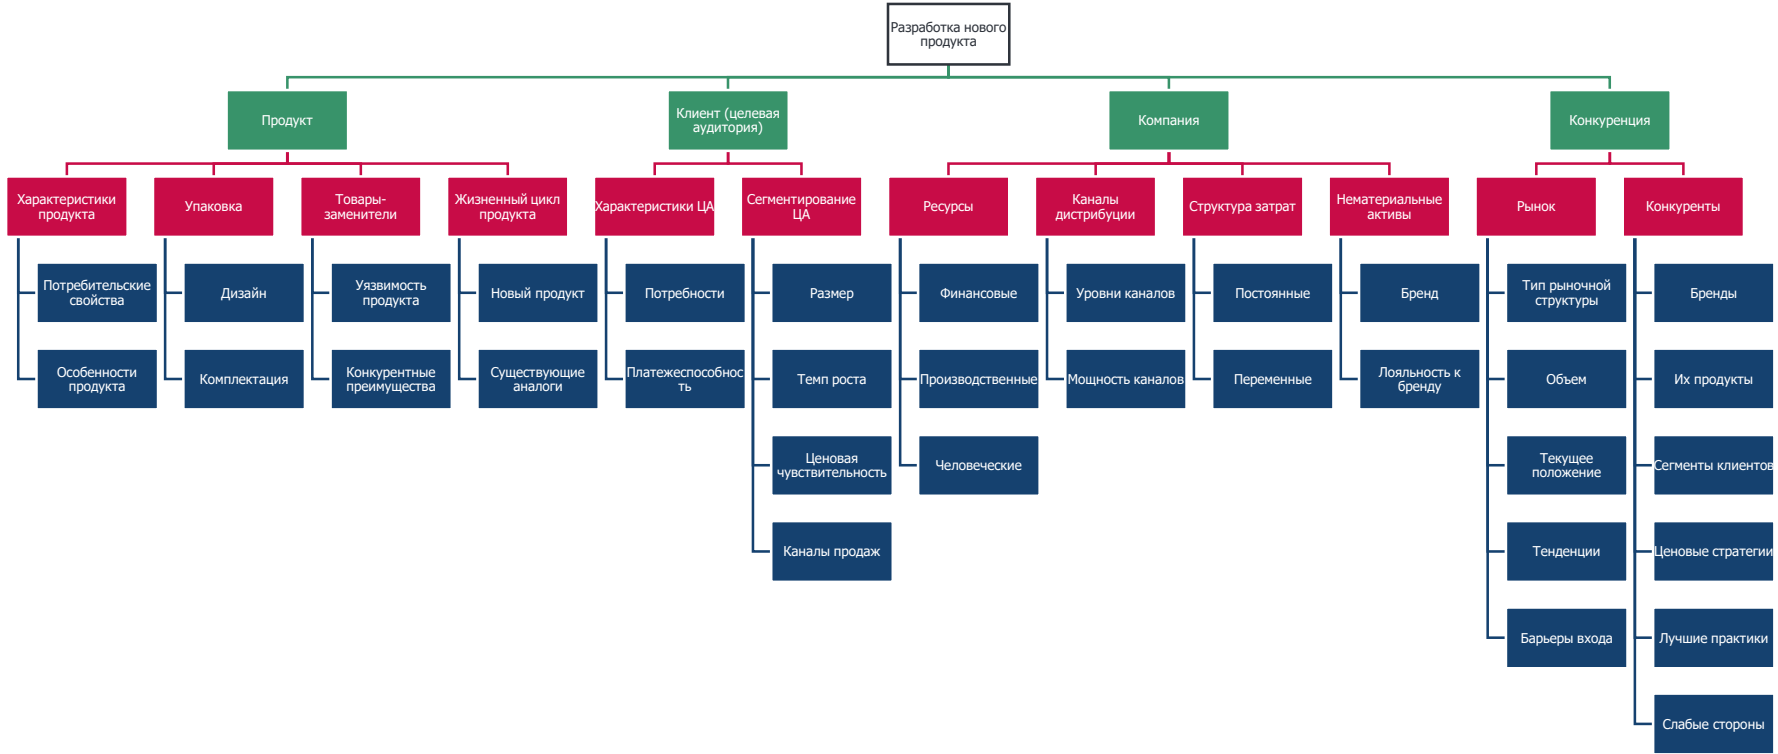 Разработка нового
продукта
Продукт
Клиент (целевая
аудитория)
Компания
Конкуренция
Характеристики
продукта
Упаковка
Товары-
заменители
Жизненный цикл
продукта
Характеристики ЦА
Сегментирование
ЦА
Ресурсы
Каналы
дистрибуции
Структура затрат
Нематериальные
активы
Рынок
Конкуренты
Потребительские
свойства
Дизайн
Уязвимость
продукта
Новый продукт
Потребности
Размер
Финансовые
Уровни каналов
Постоянные
Бренд
Тип рыночной
структуры
Бренды
Особенности
продукта
Комплектация
Конкурентные
преимущества
Существующие
аналоги
Платежеспособнос
ть
Темп роста
Производственные
Мощность каналов
Переменные
Лояльность к
бренду
Объем
Их продукты
Ценовая
чувствительность
Человеческие
Текущее
положение
Сегменты клиентов
Каналы продаж
Тенденции
Ценовые стратегии
Барьеры входа
Лучшие практики
Слабые стороны